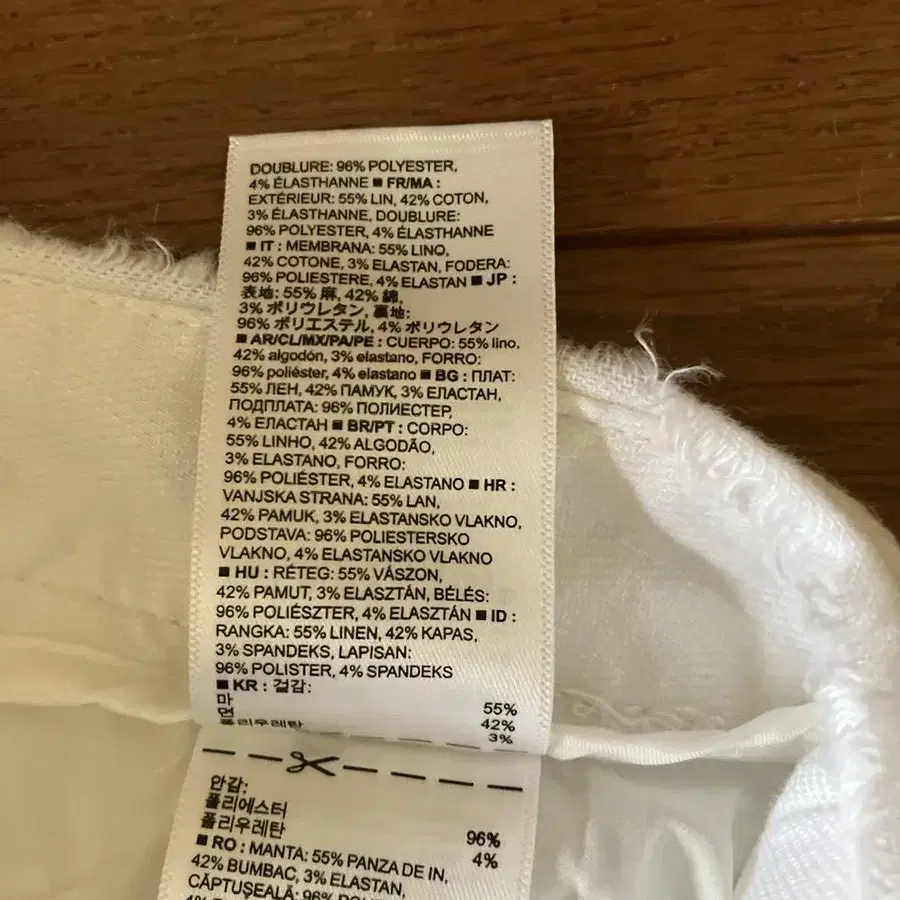 DOUBLURE: 96% POLYESTER,
4% ÉLASTHANNE ■ FR/MA :
EXTÉRIEUR: 55% LIN, 42% COTON,
3% ÉLASTHANNE, DOUBLURE:
96% POLYESTER, 4% ÉLASTHANNE
■ IT : MEMBRANA: 55% LINO,
42% COTONE, 3% ELASTAN, FODERA:
96% POLIESTERE, 4% ELASTAN ■ JP :
表地: 55% 麻, 42% 綿,
3% ポリウレタン, 裏地:
96% ポリエステル, 4% ポリウレタン
■ AR/CL/MX/PA/PE : CUERPO: 55% lino,
42% algodón, 3% elastano, FORRO:
96% poliéster, 4% elastano ■ BG : ПЛАТ:
55% ЛЕН, 42% ПАМУК, 3% ЕЛАСТАН,
ПОДПЛАТА: 96% ПОЛИЕСТЕР,
4% ЕЛАСТАН ■ BR/PT : CORPO:
55% LINHO, 42% ALGODÃO,
3% ELASTANO, FORRO:
96% POLIÉSTER, 4% ELASTANO ■ HR :
VANJSKA STRANA: 55% LAN,
42% PAMUK, 3% ELASTANSKO VLAKNO,
PODSTAVA: 96% POLIESTERSKO
VLAKNO, 4% ELASTANSKO VLAKNO
■ HU : RÉTEG: 55% VÁSZON,
42% PAMUT, 3% ELASZTÁN, BÉLÉS:
96% POLIÉSZTER, 4% ELASZTÁN ■ ID :
RANGKA: 55% LINEN, 42% KAPAS,
3% SPANDEKS, LAPISAN:
96% POLISTER, 4% SPANDEKS
■ KR : 겉감:
마 55%
면 42%
폴리우레탄 3%
안감:
폴리에스터 96%
폴리우레탄 4%
■ RO : MANTA: 55% PANZA DE IN,
42% BUMBAC, 3% ELASTAN,
CĂPTUȘEALĂ: 96%